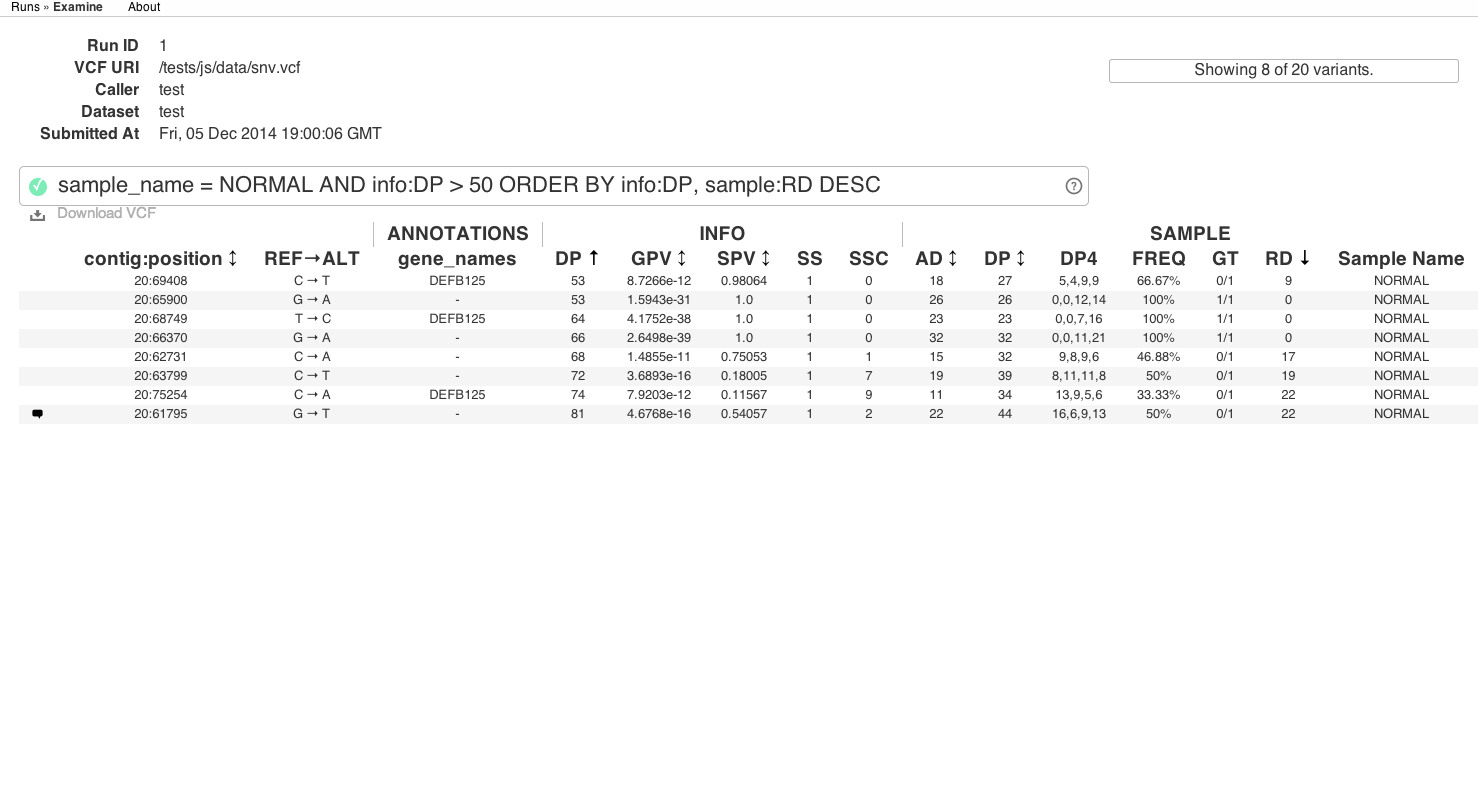 Runs » Examine About
Run ID 1
VCF URI /tests/js/data/snv.vcf
Caller test
Dataset test
Submitted At Fri, 05 Dec 2014 19:00:06 GMT
Showing 8 of 20 variants.
sample_name = NORMAL AND info:DP > 50 ORDER BY info:DP, sample:RD DESC ?
Download VCF
ANNOTATIONS INFO SAMPLE
contig:position ↕ REF→ALT gene_names DP ↑ GPV ↕ SPV ↕ SS SSC AD ↕ DP ↕ DP4 FREQ GT RD ↓ Sample Name
20:69408 C → T DEFB125 53 8.7266e-12 0.98064 1 0 18 27 5,4,9,9 66.67% 0/1 9 NORMAL
20:65900 G → A - 53 1.5943e-31 1.0 1 0 26 26 0,0,12,14 100% 1/1 0 NORMAL
20:68749 T → C DEFB125 64 4.1752e-38 1.0 1 0 23 23 0,0,7,16 100% 1/1 0 NORMAL
20:66370 G → A - 66 2.6498e-39 1.0 1 0 32 32 0,0,11,21 100% 1/1 0 NORMAL
20:62731 C → A - 68 1.4855e-11 0.75053 1 1 15 32 9,8,9,6 46.88% 0/1 17 NORMAL
20:63799 C → T - 72 3.6893e-16 0.18005 1 7 19 39 8,11,11,8 50% 0/1 19 NORMAL
20:75254 C → A DEFB125 74 7.9203e-12 0.11567 1 9 11 34 13,9,5,6 33.33% 0/1 22 NORMAL
20:61795 G → T - 81 4.6768e-16 0.54057 1 2 22 44 16,6,9,13 50% 0/1 22 NORMAL